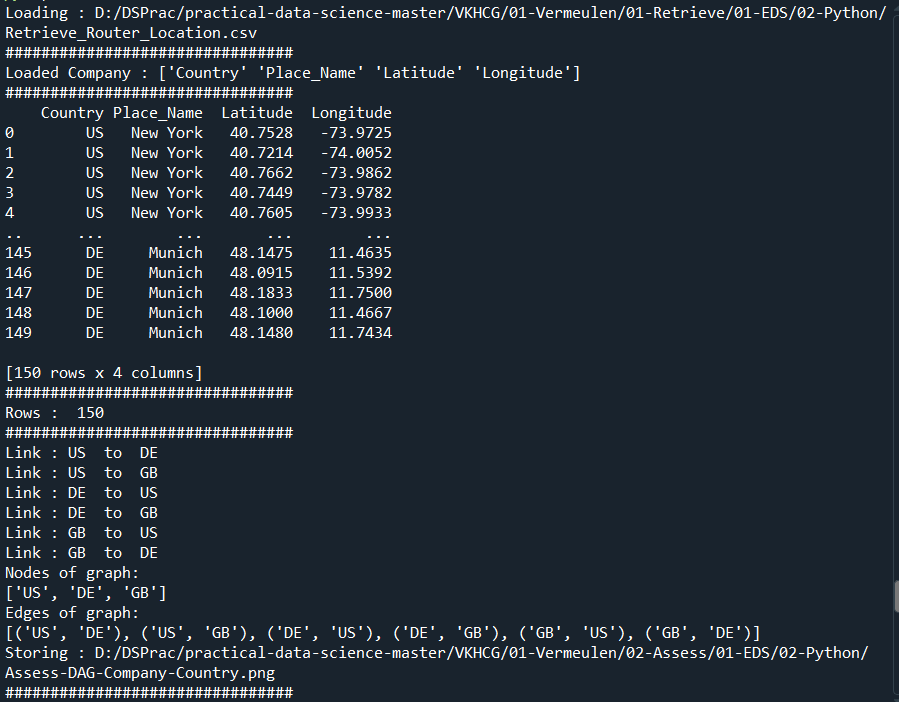 Loading : D:/DSPrac/practical-data-science-master/VKHCG/01-Vermeulen/01-Retrieve/01-EDS/02-Python/
Retrieve_Router_Location.csv
################################
Loaded Company : ['Country' 'Place_Name' 'Latitude' 'Longitude']
################################
    Country Place_Name  Latitude  Longitude
0        US   New York   40.7528   -73.9725
1        US   New York   40.7214   -74.0052
2        US   New York   40.7662   -73.9862
3        US   New York   40.7449   -73.9782
4        US   New York   40.7605   -73.9933
..      ...        ...       ...        ...
145      DE     Munich   48.1475    11.4635
146      DE     Munich   48.0915    11.5392
147      DE     Munich   48.1833    11.7500
148      DE     Munich   48.1000    11.4667
149      DE     Munich   48.1480    11.7434
[150 rows x 4 columns]
################################
Rows :  150
################################
Link : US  to  DE
Link : US  to  GB
Link : DE  to  US
Link : DE  to  GB
Link : GB  to  US
Link : GB  to  DE
Nodes of graph:
['US', 'DE', 'GB']
Edges of graph:
[('US', 'DE'), ('US', 'GB'), ('DE', 'US'), ('DE', 'GB'), ('GB', 'US'), ('GB', 'DE')]
Storing : D:/DSPrac/practical-data-science-master/VKHCG/01-Vermeulen/02-Assess/01-EDS/02-Python/
Assess-DAG-Company-Country.png
################################